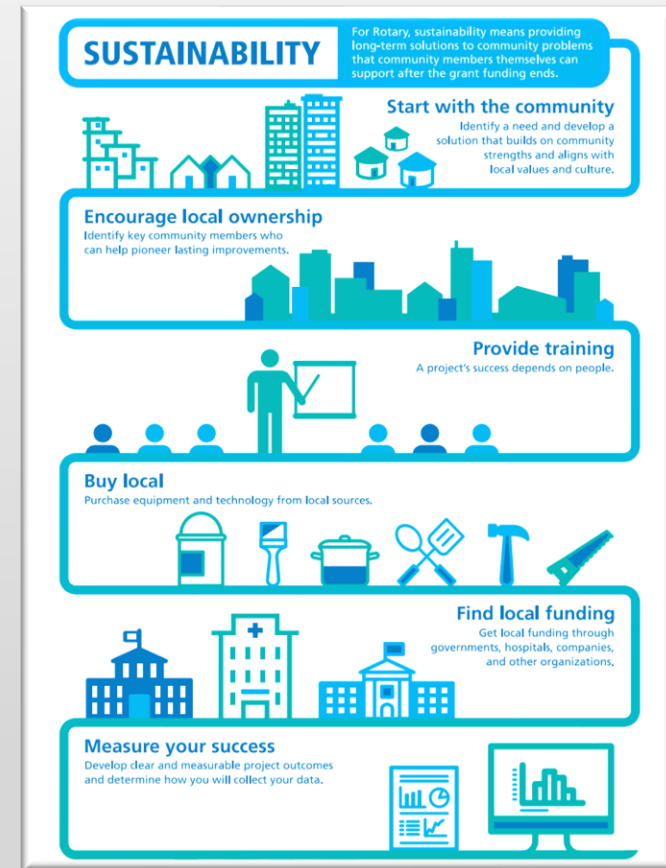 SUSTAINABILITY
For Rotary, sustainability means providing
long-term solutions to community problems
that community members themselves can
support after the grant funding ends.
Start with the community
Identify a need and develop a
solution that builds on community
strengths and aligns with
local values and culture.
Encourage local ownership
Identify key community members who
can help pioneer lasting improvements.
Provide training
A project's success depends on people.
Buy local
Purchase equipment and technology from local sources.
Find local funding
Get local funding through
governments, hospitals, companies,
and other organizations.
Measure your success
Develop clear and measurable project outcomes
and determine how you will collect your data.